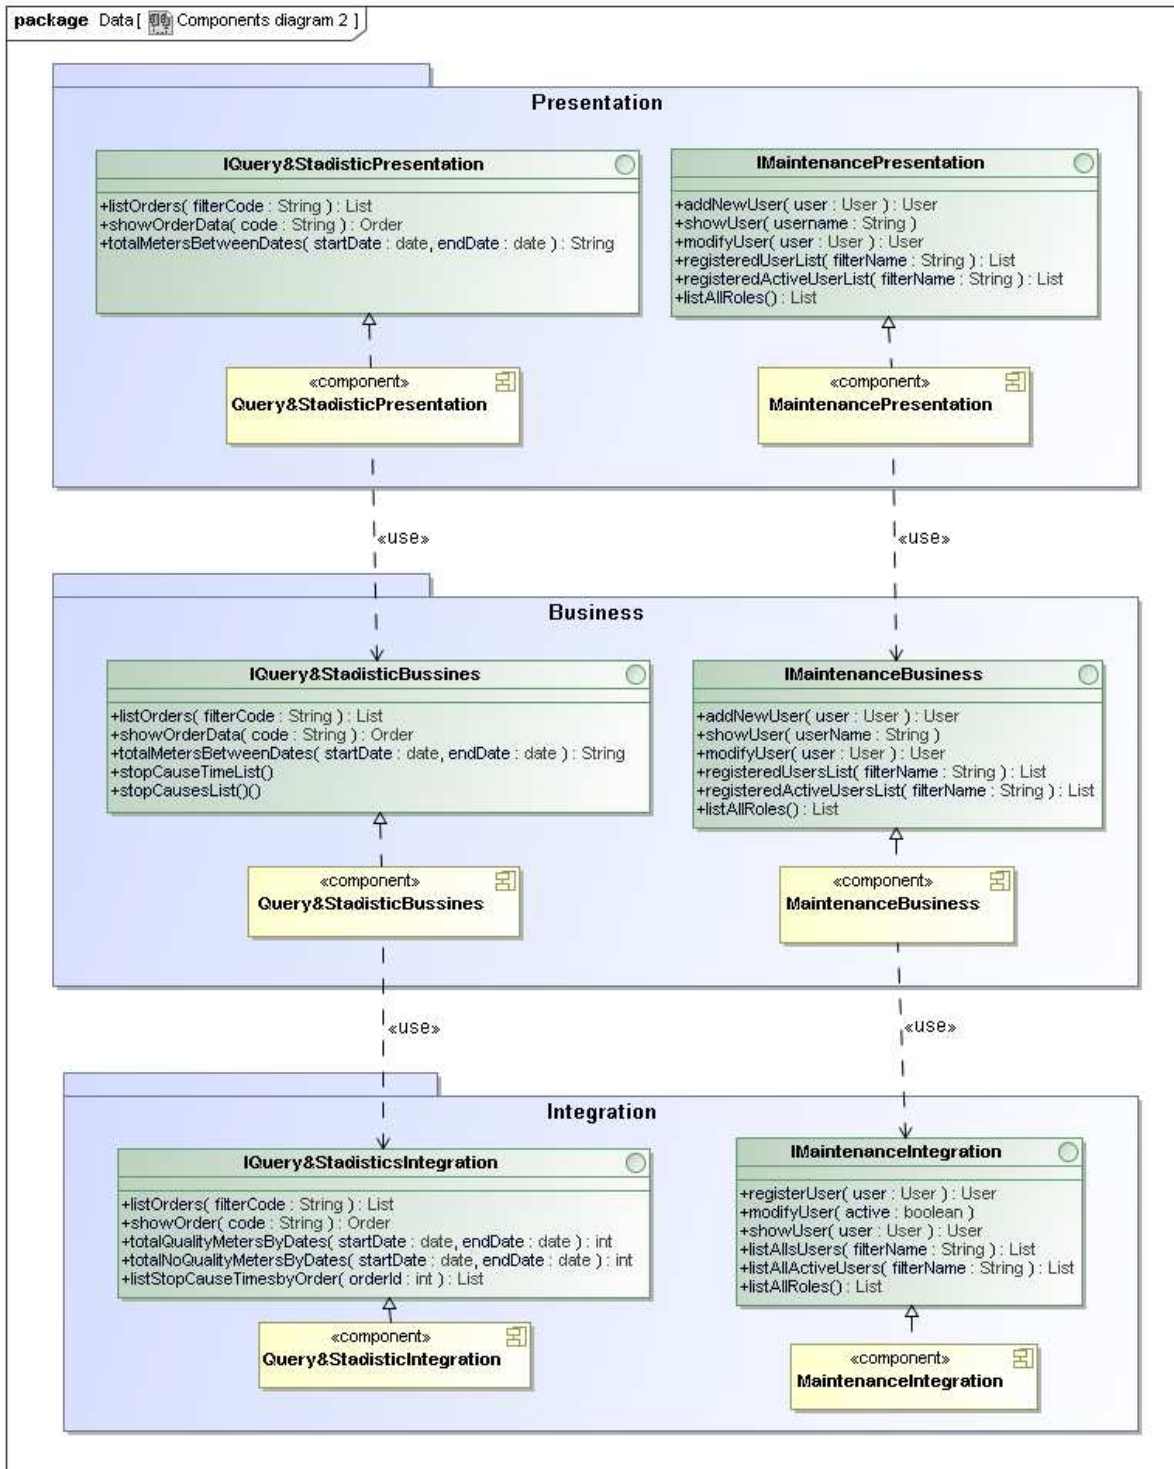 package Data [ Components diagram 2 ]
Presentation
IQuery&StadisticPresentation
+listOrders( filterCode : String ) : List
+showOrderData( code : String ) : Order
+totalMetersBetweenDates( startDate : date, endDate : date ) : String
IMaintenancePresentation
+addNewUser( user : User ) : User
+showUser( username : String )
+modifyUser( user : User ) : User
+registeredUserList( filterName : String ) : List
+registeredActiveUserList( filterName : String ) : List
+listAllRoles() : List
«component»
Query&StadisticPresentation
«component»
MaintenancePresentation
«use»
«use»
Business
IQuery&StadisticBussines
+listOrders( filterCode : String ) : List
+showOrderData( code : String ) : Order
+totalMetersBetweenDates( startDate : date, endDate : date ) : String
+stopCauseTimeList()
+stopCausesList()()
IMaintenanceBusiness
+addNewUser( user : User ) : User
+showUser( userName : String )
+modifyUser( user : User ) : User
+registeredUsersList( filterName : String ) : List
+registeredActiveUsersList( filterName : String ) : List
+listAllRoles() : List
«component»
Query&StadisticBussines
«component»
MaintenanceBusiness
«use»
«use»
Integration
IQuery&StadisticsIntegration
+listOrders( filterCode : String ) : List
+showOrder( code : String ) : Order
+totalQualityMetersByDates( startDate : date, endDate : date ) : int
+totalNoQualityMetersByDates( startDate : date, endDate : date ) : int
+listStopCauseTimesbyOrder( orderId : int ) : List
IMaintenanceIntegration
+registerUser( user : User ) : User
+modifyUser( active : boolean )
+showUser( user : User ) : User
+listAllsUsers( filterName : String ) : List
+listAllActiveUsers( filterName : String ) : List
+listAllRoles() : List
«component»
Query&StadisticIntegration
«component»
MaintenanceIntegration